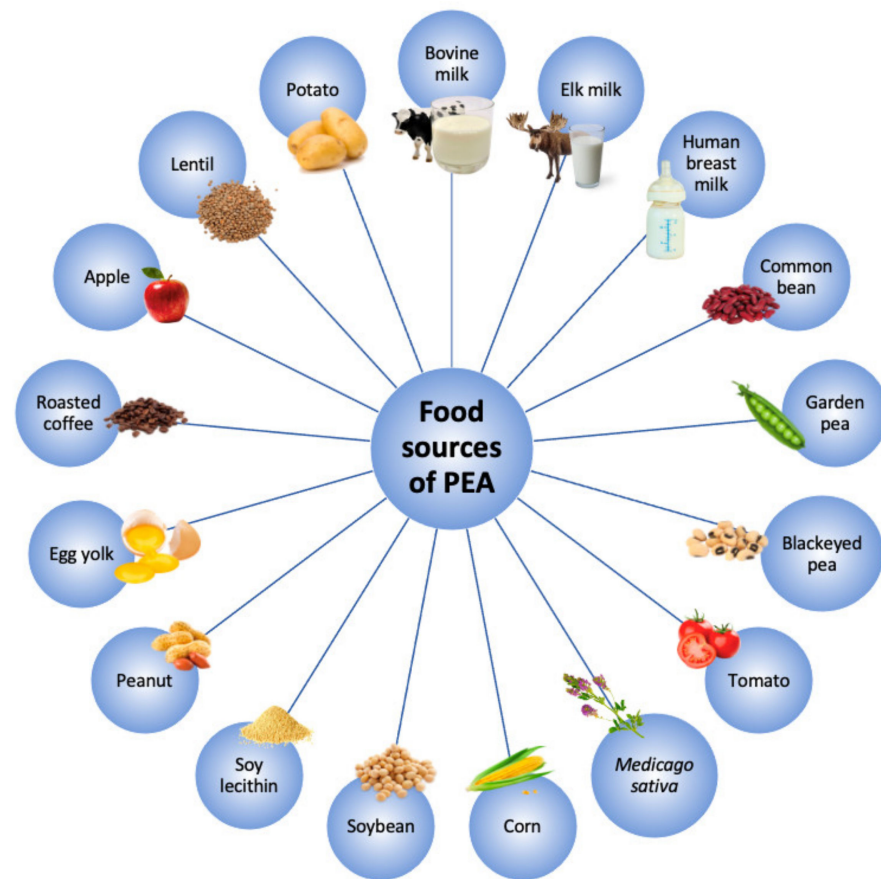 Food
sources
of PEA
Bovine
milk
Elk milk
Human
breast
milk
Common
bean
Garden
pea
Blackeyed
pea
Tomato
Medicago
sativa
Corn
Soybean
Soy
lecithin
Peanut
Egg yolk
Roasted
coffee
Apple
Lentil
Potato